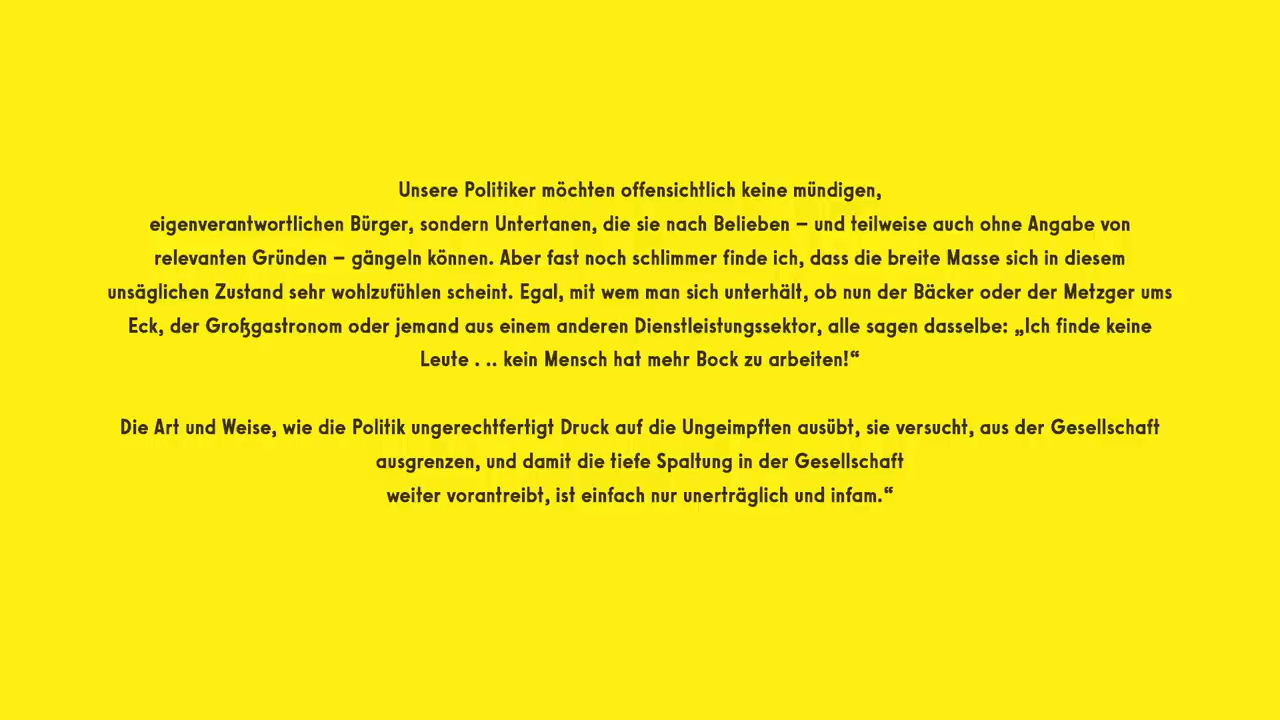 Unsere Politiker möchten offensichtlich keine mündigen,
eigenverantwortlichen Bürger, sondern Untertanen, die sie nach Belieben – und teilweise auch ohne Angabe von
relevanten Gründen – gängeln können. Aber fast noch schlimmer finde ich, dass die breite Masse sich in diesem
unsäglichen Zustand sehr wohlzufühlen scheint. Egal, mit wem man sich unterhält, ob nun der Bäcker oder der Metzger ums
Eck, der Großgastronom oder jemand aus einem anderen Dienstleistungssektor, alle sagen dasselbe: „Ich finde keine
Leute . .. kein Mensch hat mehr Bock zu arbeiten!“
Die Art und Weise, wie die Politik ungerechtfertigt Druck auf die Ungeimpften ausübt, sie versucht, aus der Gesellschaft
ausgrenzen, und damit die tiefe Spaltung in der Gesellschaft
weiter vorantreibt, ist einfach nur unerträglich und infam.“